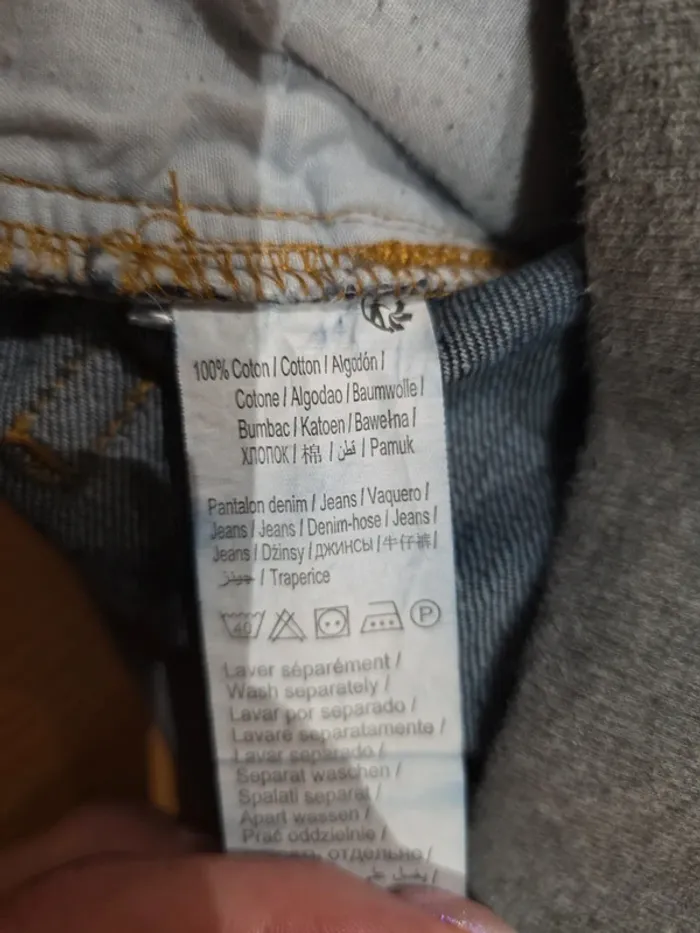 100% Coton / Cotton / Algodón /
Cotone / Algodao / Baumwolle /
Bumbac / Katoen / Bawełna /
ХЛОПОК / 棉 / قطن / Pamuk
Pantalon denim / Jeans / Vaquero /
Jeans / Jeans / Denim-hose / Jeans /
Jeans / Dżinsy / ДЖИНСЫ / 牛仔裤 /
جينز / Traperice
40 P
Laver séparément /
Wash separately /
Lavar por separado /
Lavare separatamente /
Lavar separado /
Separat waschen /
Spalati separat /
Apart wassen /
Prać oddzielnie /
отдельно /